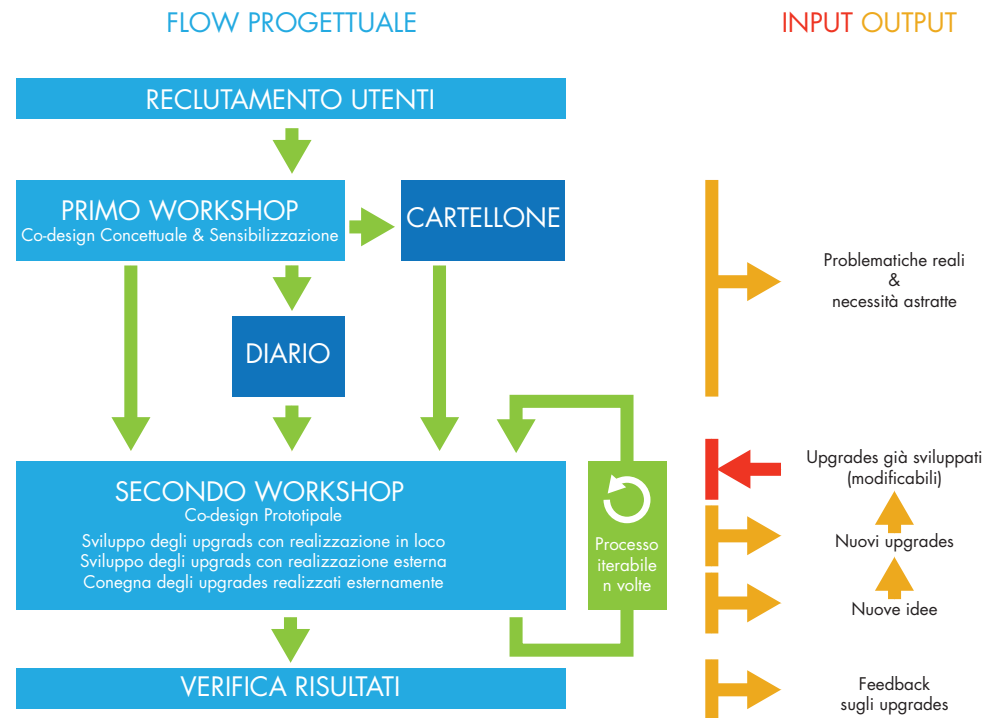 FLOW PROGETTUALE
INPUT OUTPUT
RECLUTAMENTO UTENTI
PRIMO WORKSHOP
Co-design Concettuale & Sensibilizzazione
CARTELLONE
DIARIO
Problematiche reali
&
necessità astratte
SECONDO WORKSHOP
Co-design Prototipale
Sviluppo degli upgrads con realizzazione in loco
Sviluppo degli upgrads con realizzazione esterna
Conegna degli upgrades realizzati esternamente
Processo
iterabile
n volte
Upgrades già sviluppati
(modificabili)
Nuovi upgrades
Nuove idee
VERIFICA RISULTATI
Feedback
sugli upgrades